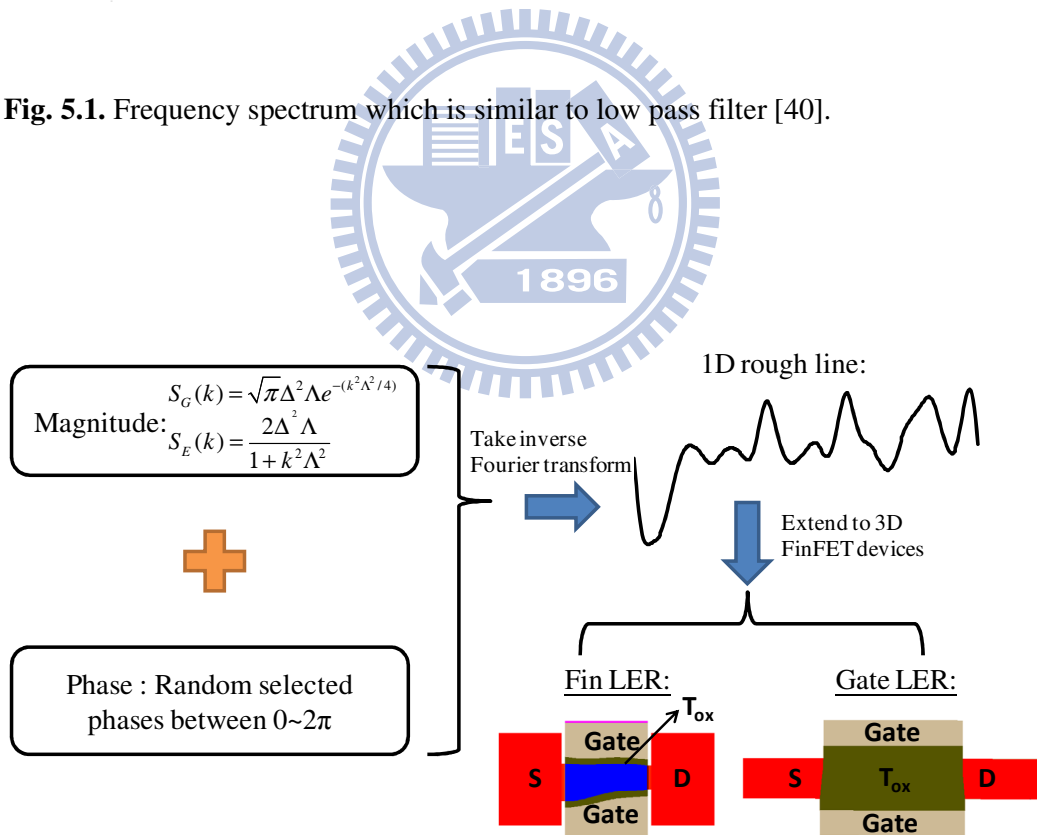 Fig. 5.1. Frequency spectrum which is similar to low pass filter [40].
E S A
1896
Magnitude:
S_G(k) = √π Δ²Λe^{-(k²Λ²/4)}
S_E(k) = 2Δ²Λ / 1 + k²Λ²
Phase : Random selected
phases between 0~2π
Take inverse
Fourier transform
1D rough line:
Extend to 3D
FinFET devices
Fin LER:
T_ox
Gate
S
D
Gate
Gate LER:
Gate
S
T_ox
D
Gate